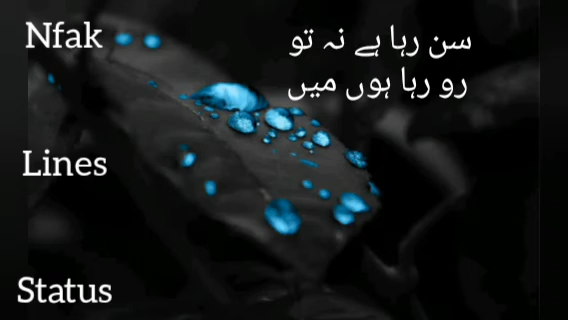 Nfak
سن رہا ہے نہ تو
رو رہا ہوں میں
Lines
Status